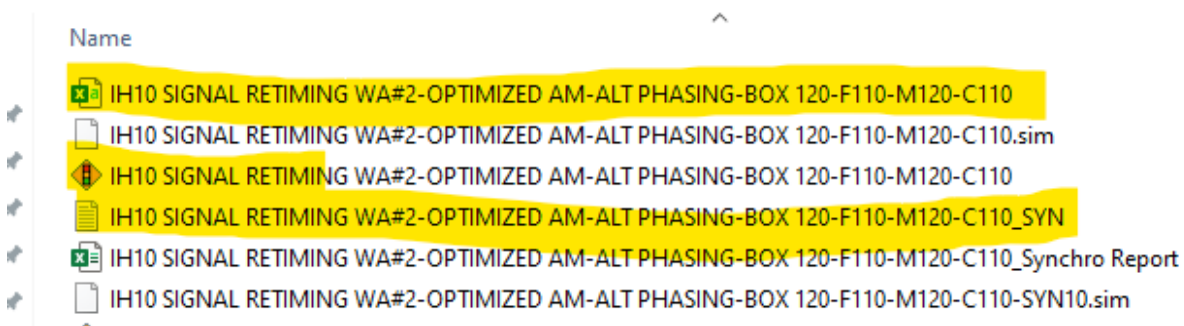 Name
IH10 SIGNAL RETIMING WA#2-OPTIMIZED AM-ALT PHASING-BOX 120-F110-M120-C110
IH10 SIGNAL RETIMING WA#2-OPTIMIZED AM-ALT PHASING-BOX 120-F110-M120-C110.sim
IH10 SIGNAL RETIMING WA#2-OPTIMIZED AM-ALT PHASING-BOX 120-F110-M120-C110
IH10 SIGNAL RETIMING WA#2-OPTIMIZED AM-ALT PHASING-BOX 120-F110-M120-C110_SYN
IH10 SIGNAL RETIMING WA#2-OPTIMIZED AM-ALT PHASING-BOX 120-F110-M120-C110_Synchro Report
IH10 SIGNAL RETIMING WA#2-OPTIMIZED AM-ALT PHASING-BOX 120-F110-M120-C110-SYN10.sim